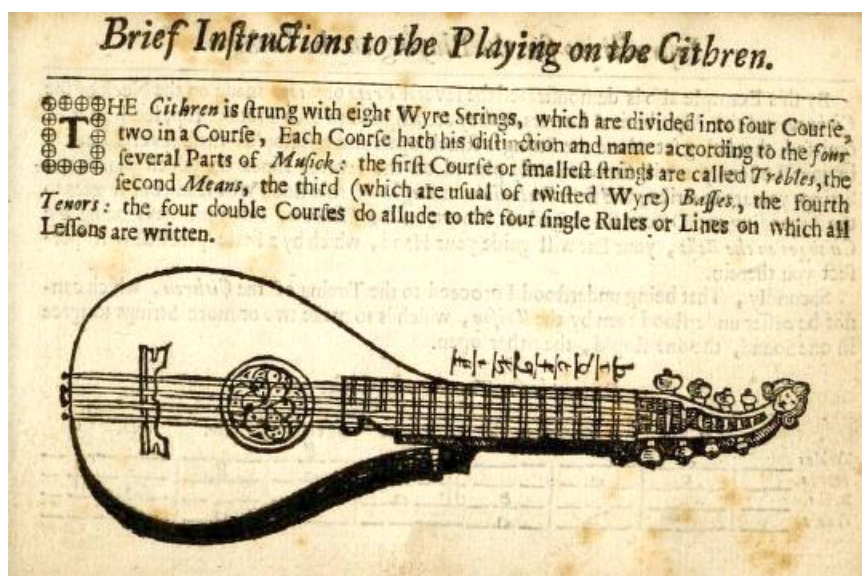 Brief Inſtructions to the Playing on the Cithren.
THE Cithren is ſtrung with eight Wyre Strings, which are divided into four Courſe,
two in a Courſe, Each Courſe hath his diſtinction and name according to the four
ſeveral Parts of Muſick: the firſt Courſe or ſmalleſt ſtrings are called Trebles, the
ſecond Means, the third (which are uſual of twiſted Wyre) Baſſes, the fourth
Tenors: the four double Courſes do allude to the four ſingle Rules or Lines on which all
Leſſons are written.